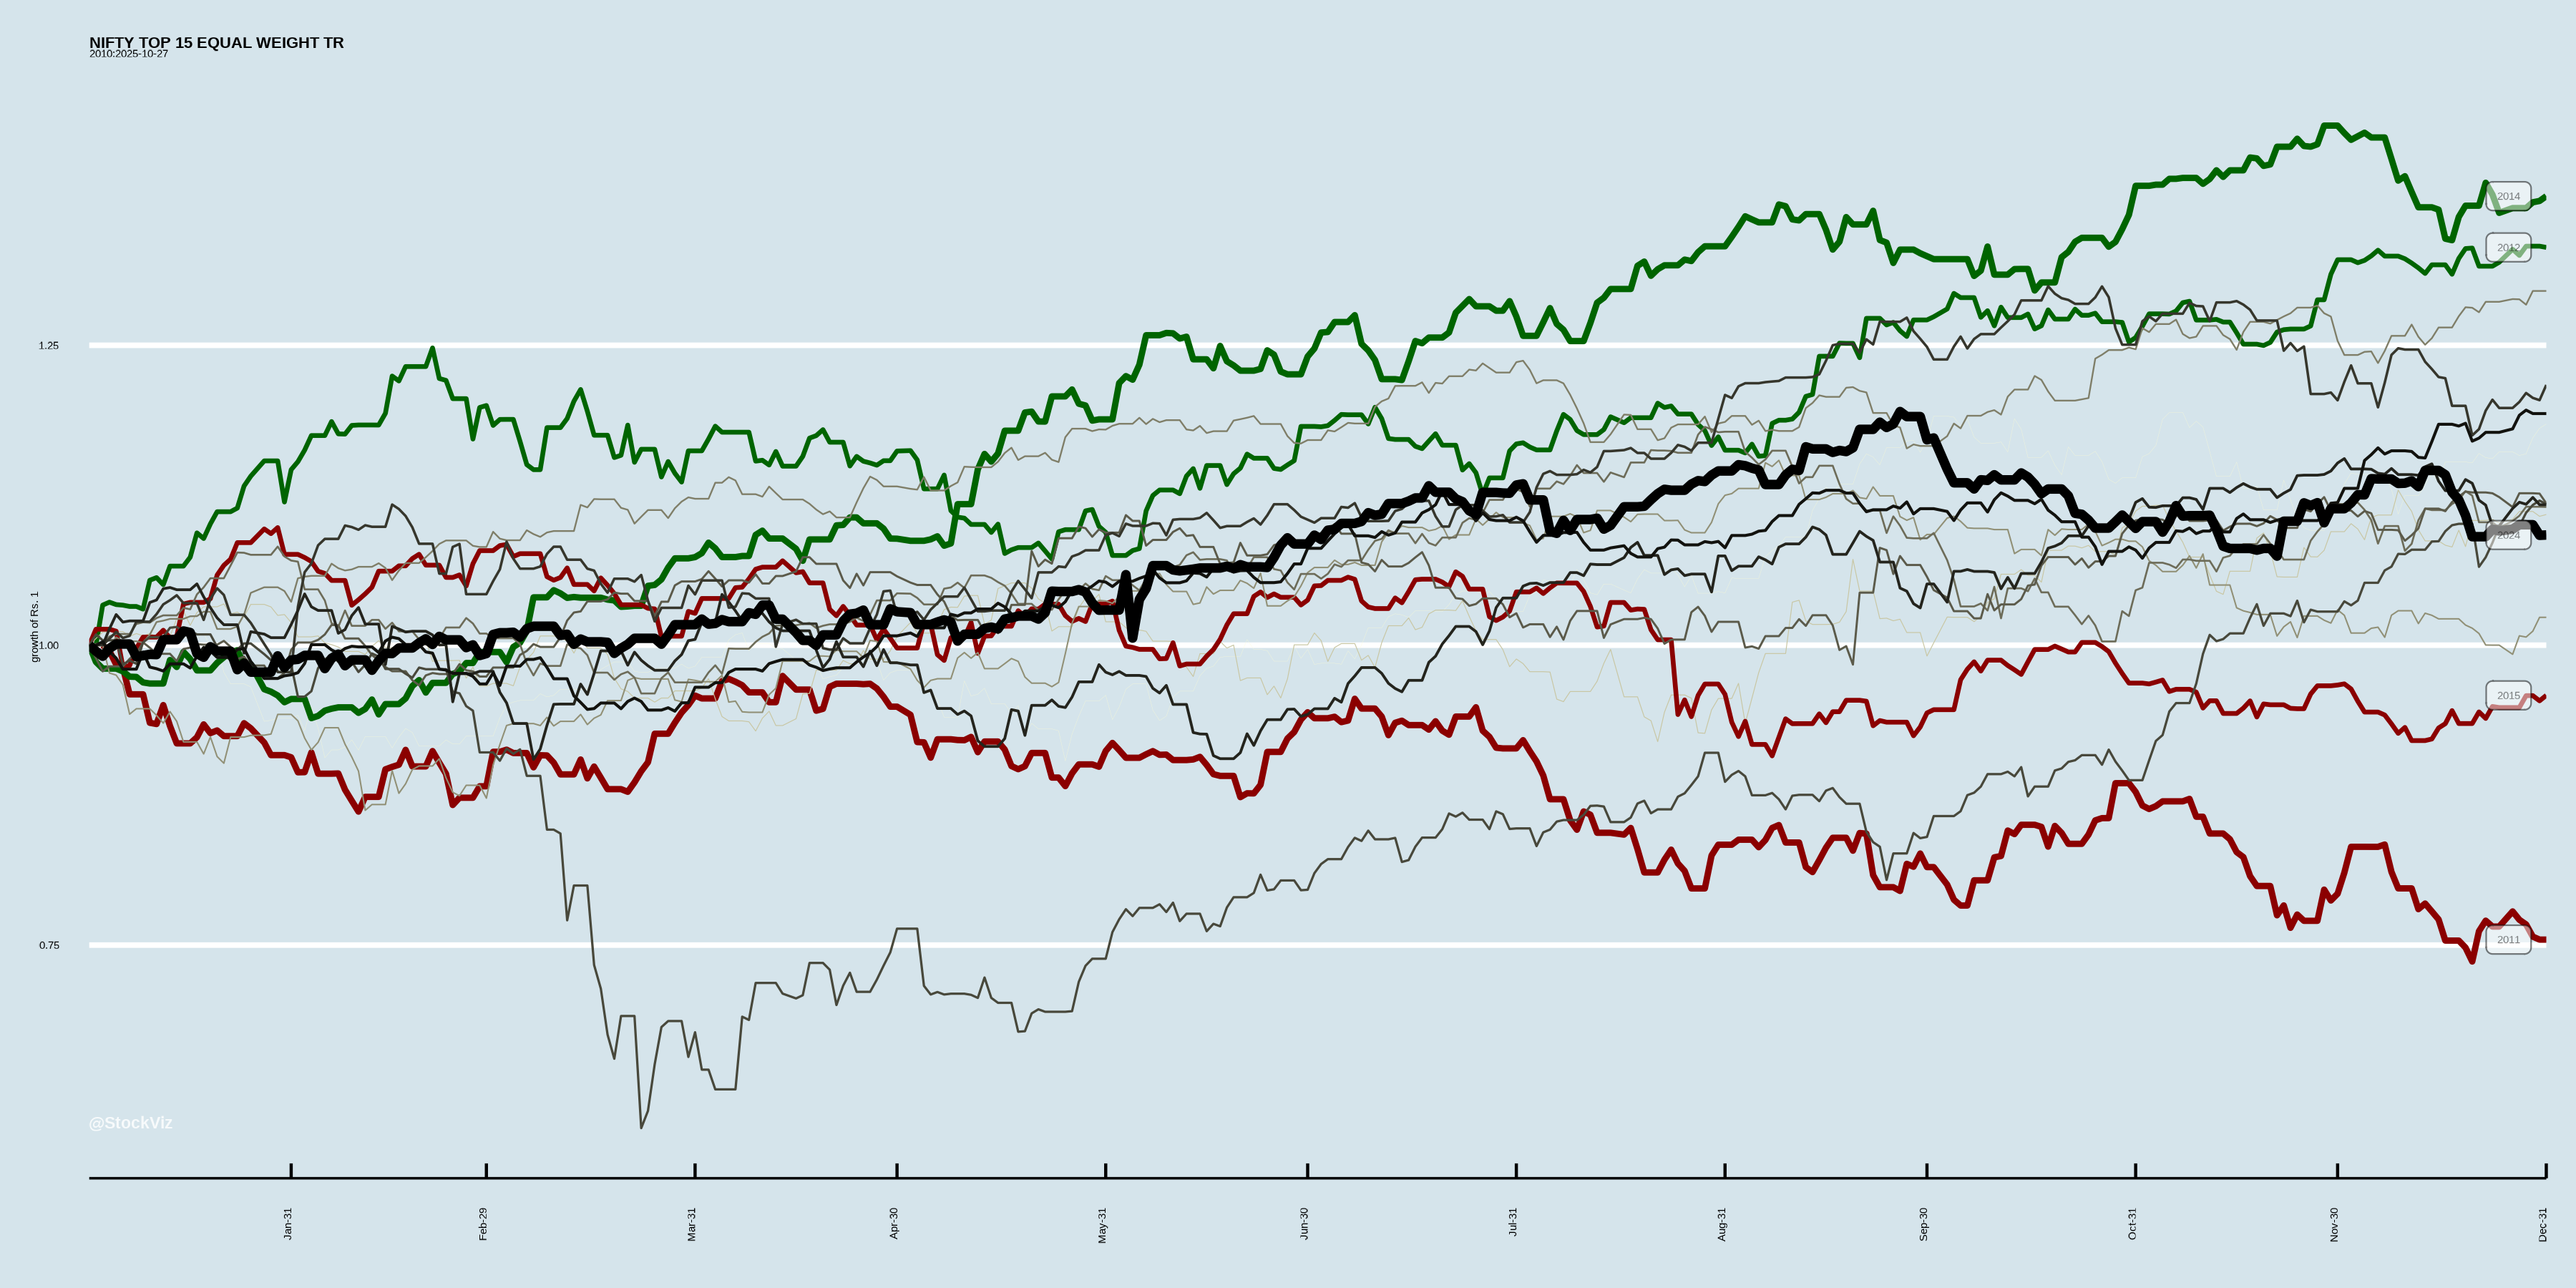 NIFTY TOP 15 EQUAL WEIGHT TR
2010:2025-10-27
2014
2012
1.25
growth of Rs. 1
1.00
2024
2015
0.75
2011
@StockViz
Jan-31
Feb-29
Mar-31
Apr-30
May-31
Jun-30
Jul-31
Aug-31
Sep-30
Oct-31
Nov-30
Dec-31